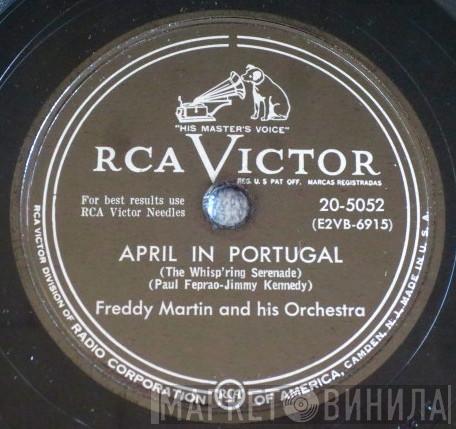 "HIS MASTER'S VOICE"
RCA VICTOR
REG. U. S PAT OFF. MARCAS REGISTRADAS
For best results use
RCA Victor Needles
20-5052
(E2VB-6915)
APRIL IN PORTUGAL
(The Whisp'ring Serenade)
(Paul Feprao-Jimmy Kennedy)
Freddy Martin and his Orchestra
RCA VICTOR DIVISION OF RADIO CORPORATION OF AMERICA, CAMDEN, N. J. MADE IN U. S. A.
RCA
МАРКЕТ ВИНИЛА